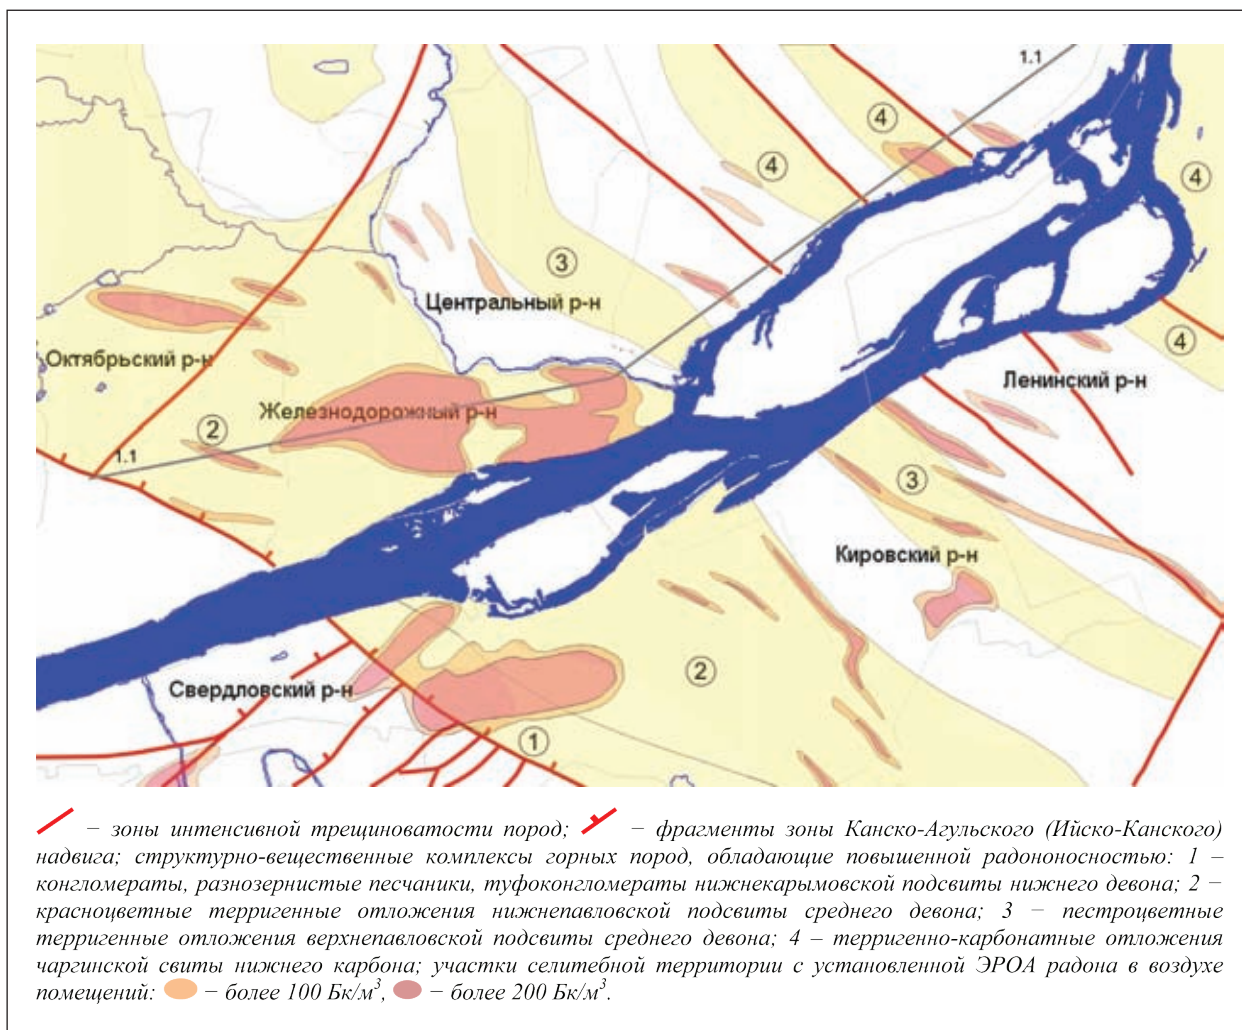 1.1
④
④
④
③
Центральный р-н
Октябрьский р-н
④
Ленинский р-н
Железнодорожный р-н
②
1.1
③
Кировский р-н
②
Свердловский р-н
①
– зоны интенсивной трещиноватости пород; – фрагменты зоны Канско-Агульского (Ийско-Канского)
надвига; структурно-вещественные комплексы горных пород, обладающие повышенной радононосностью: 1 –
конгломераты, разнозернистые песчаники, туфоконгломераты нижнекарымовской подсвиты нижнего девона; 2 –
красноцветные терригенные отложения нижнепавловской подсвиты среднего девона; 3 – пестроцветные
терригенные отложения верхнепавловской подсвиты среднего девона; 4 – терригенно-карбонатные отложения
чаргинской свиты нижнего карбона; участки селитебной территории с установленной ЭРОА радона в воздухе
помещений: – более 100 Бк/м³, – более 200 Бк/м³.